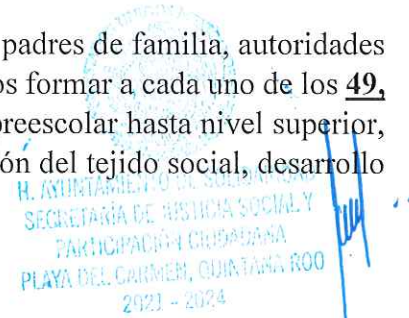 padres de familia, autoridades
os formar a cada uno de los 49,
preescolar hasta nivel superior,
ón del tejido social, desarrollo
H. AYUNTAMIENTO DE SOLIDARIDAD
SECRETARÍA DE JUSTICIA SOCIAL Y
PARTICIPACIÓN CIUDADANA
PLAYA DEL CARMEN, QUINTANA ROO
2021 - 2024